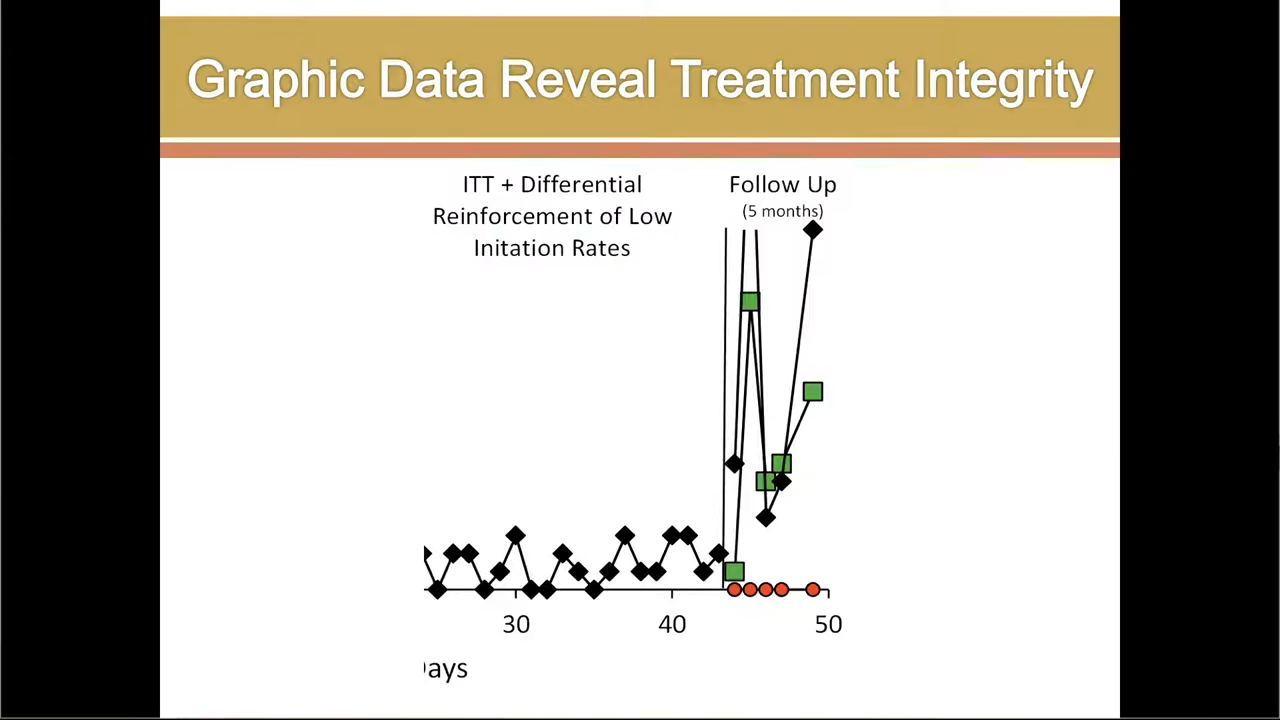 Graphic Data Reveal Treatment Integrity
ITT + Differential
Reinforcement of Low
Initation Rates
Follow Up
(5 months)
30
40
50
ays